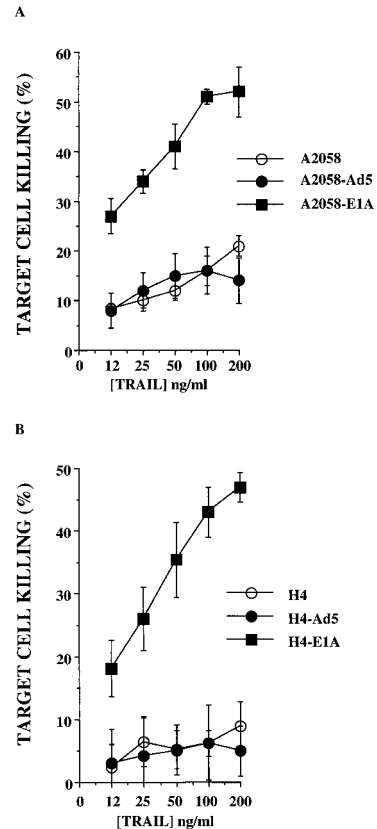 A
TARGET CELL KILLING (%)
60
50
40
30
20
10
0
0 12 25 50 100 200
[TRAIL] ng/ml
A2058
A2058-Ad5
A2058-E1A
B
TARGET CELL KILLING (%)
50
40
30
20
10
0
0 12 25 50 100 200
[TRAIL] ng/ml
H4
H4-Ad5
H4-E1A